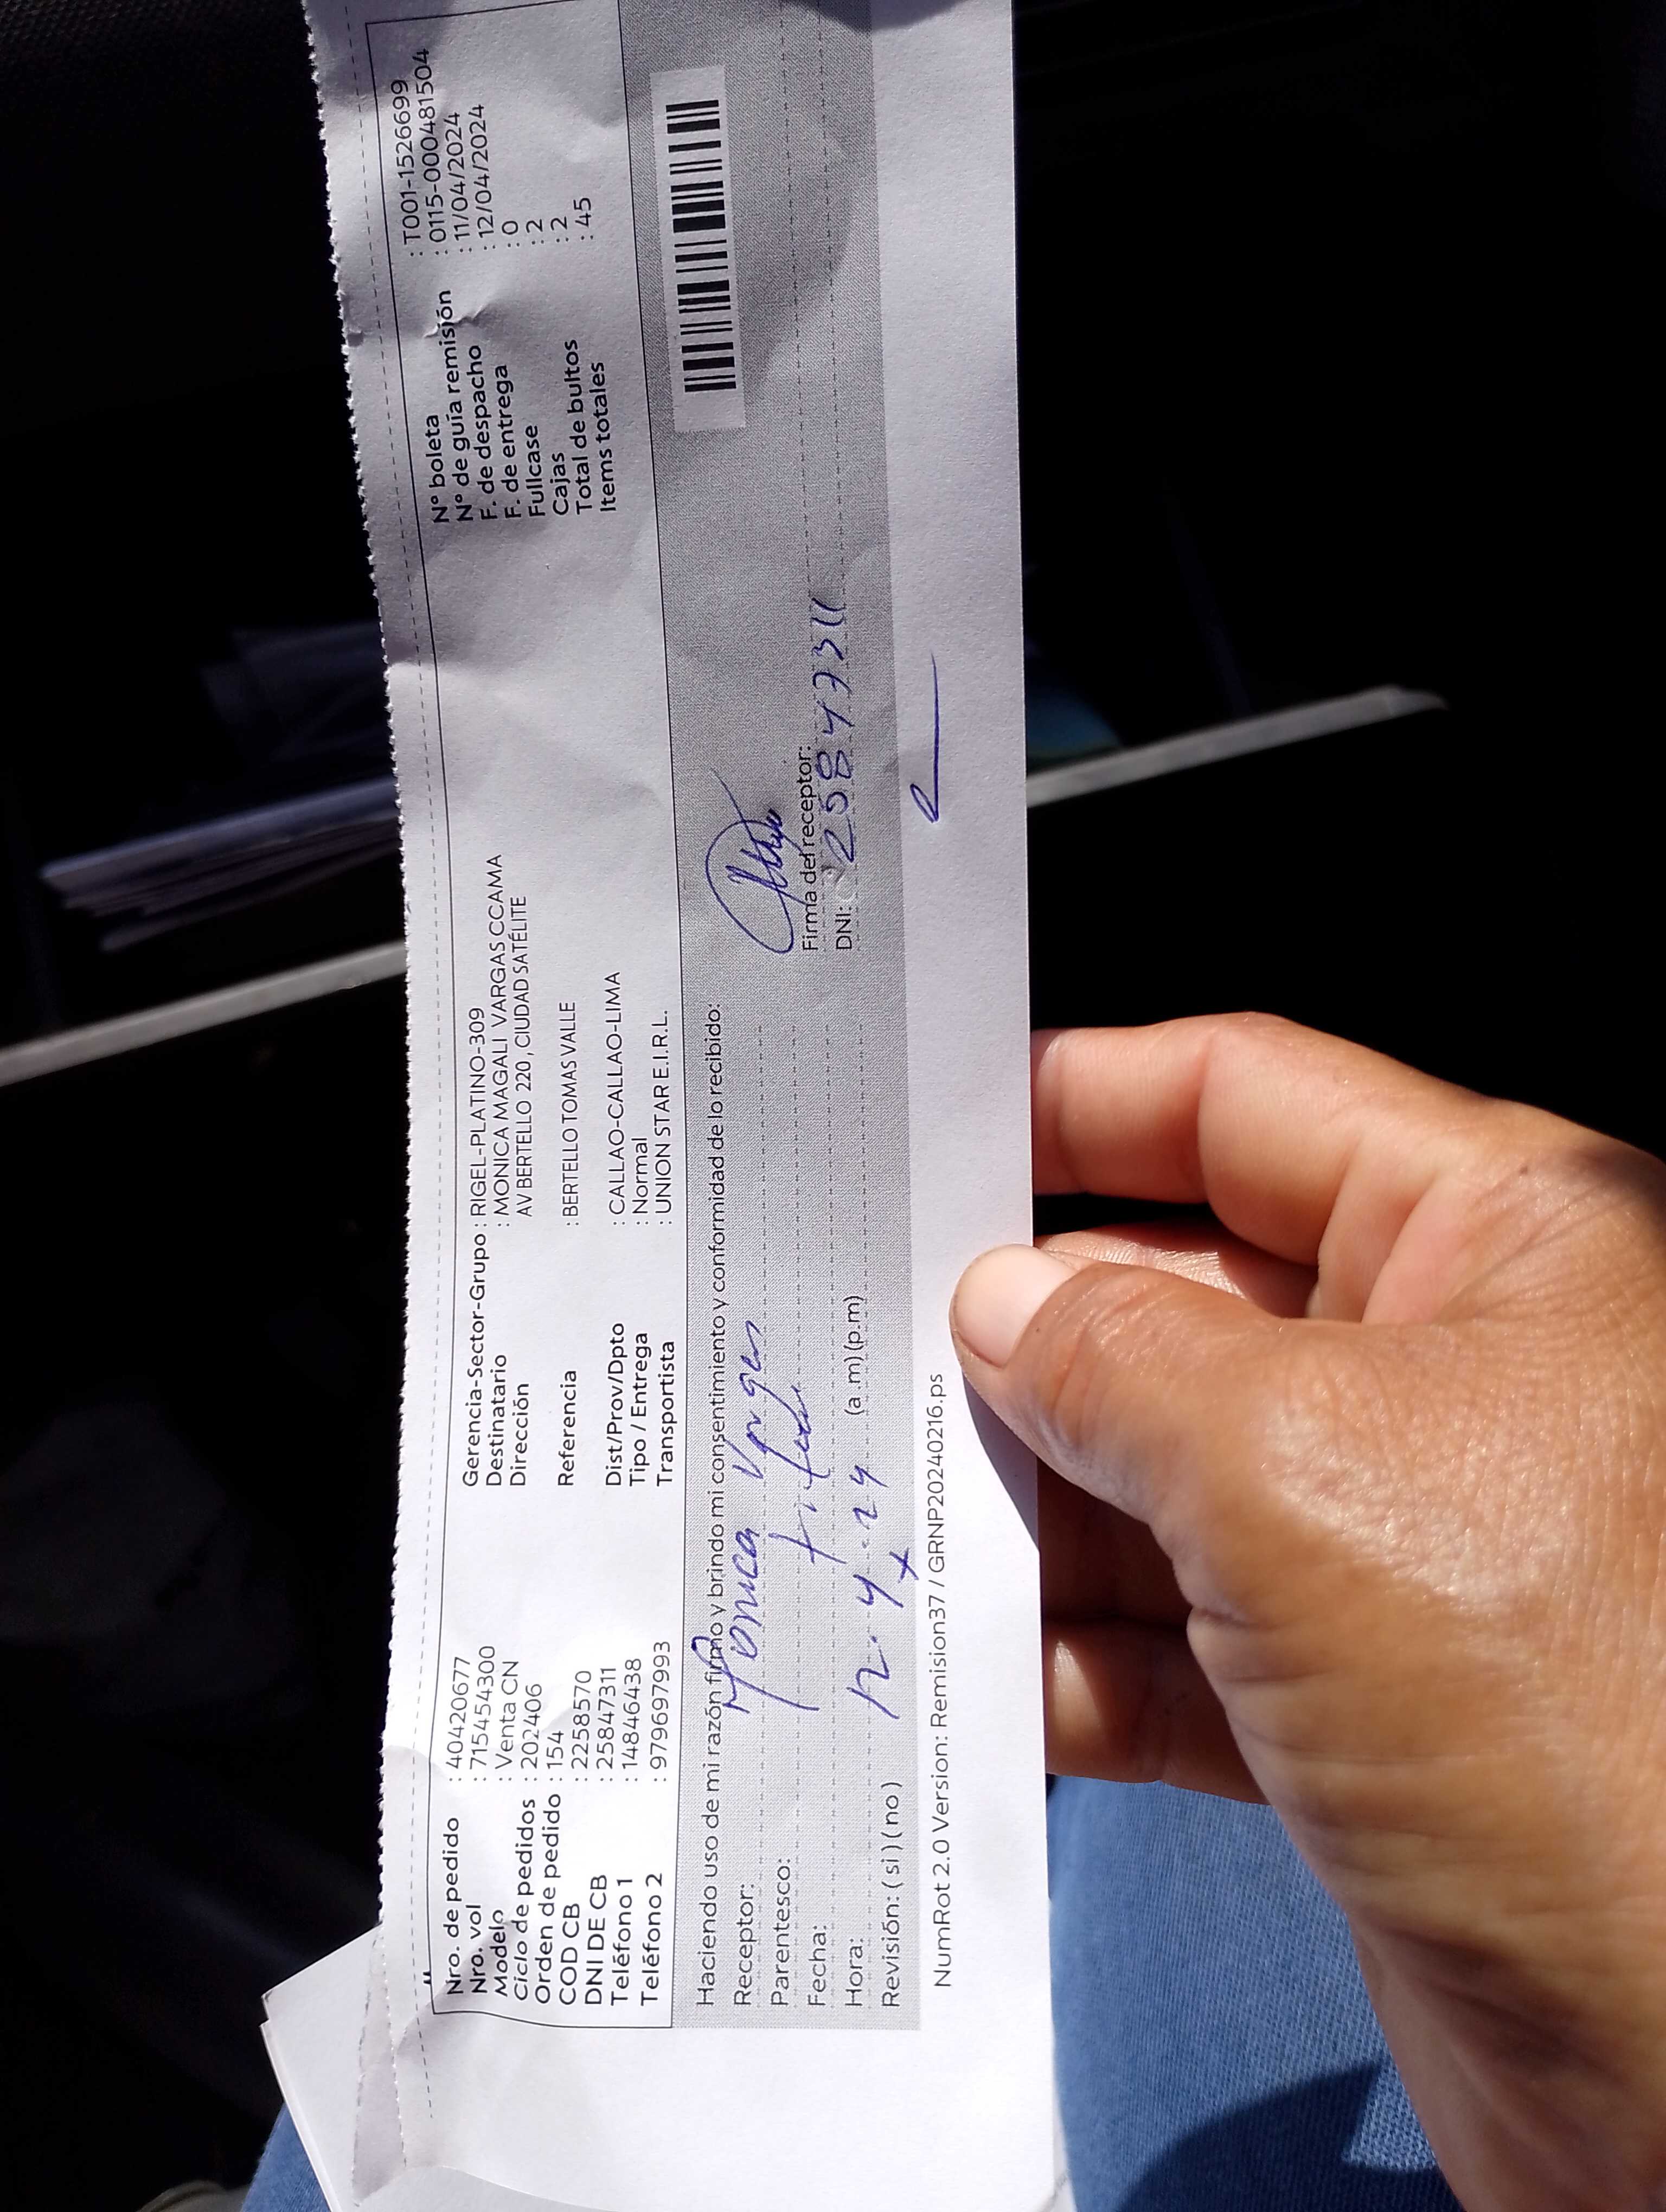 Nro. de pedido : 40420677
Nro. vol : 715454300
Modelo : Venta CN
Ciclo de pedidos : 202406
Orden de pedido : 154
COD CB : 2258570
DNI DE CB : 25847311
Teléfono 1 : 14846438
Teléfono 2 : 979697993
Gerencia-Sector-Grupo : RIGEL-PLATINO-309
Destinatario : MONICA MAGALI VARGAS CCAMA
Dirección AV BERTELLO 220, CIUDAD SATÉLITE
Referencia : BERTELLO TOMAS VALLE
Dist/Prov/Dpto : CALLAO-CALLAO-LIMA
Tipo / Entrega : Normal
Transportista : UNION STAR E.I.R.L.
N° boleta : T001-1526699
N° de guía remisión : 0115-000481504
F. de despacho : 11/04/2024
F. de entrega : 12/04/2024
Fullcase : 0
Cajas : 2
Total de bultos : 2
Items totales : 45
Haciendo uso de mi razón firmo y brindo mi consentimiento y conformidad de lo recibido:
Receptor: Monica
Parentesco:
Fecha: 12. 4. 24
Hora: (a.m)(p.m)
Revisión: ( si ) ( no )
Firma del receptor:
DNI: 25847311
NumRot 2.0 Version: Remision37 / GRNP20240216.ps